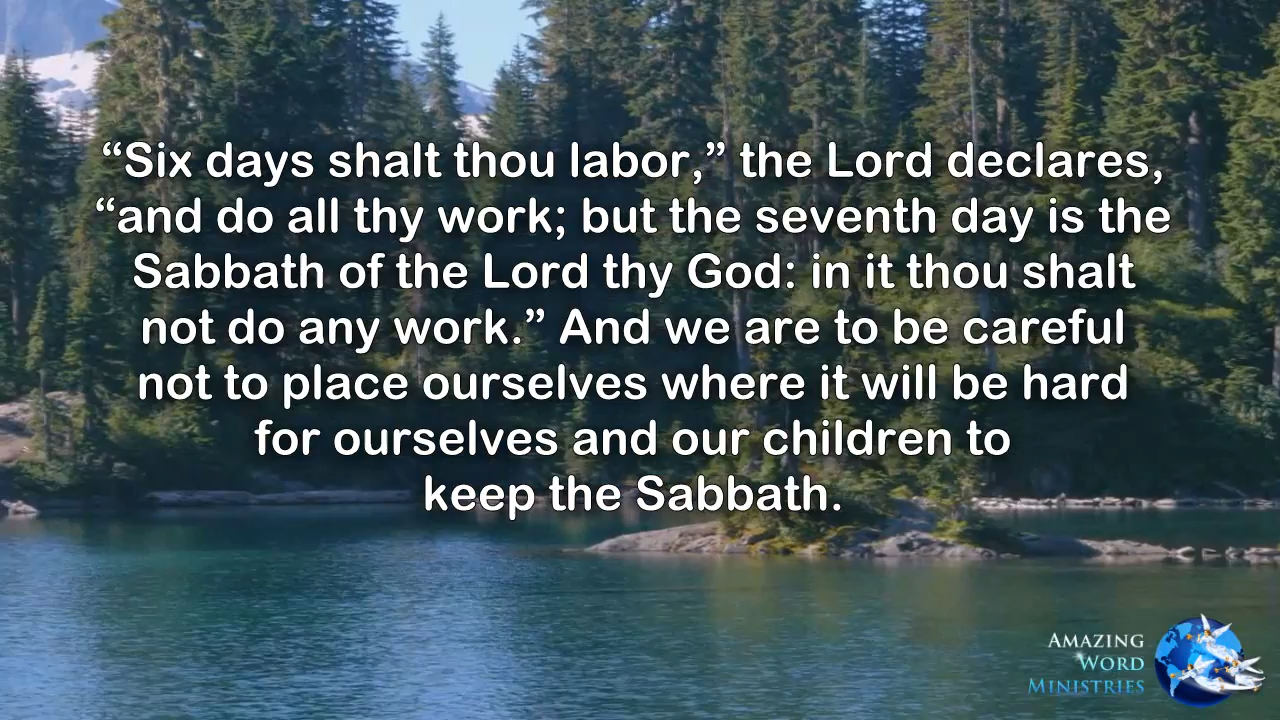 “Six days shalt thou labor,” the Lord declares,
“and do all thy work; but the seventh day is the
Sabbath of the Lord thy God: in it thou shalt
not do any work.” And we are to be careful
not to place ourselves where it will be hard
for ourselves and our children to
keep the Sabbath.
AMAZING
WORD
MINISTRIES